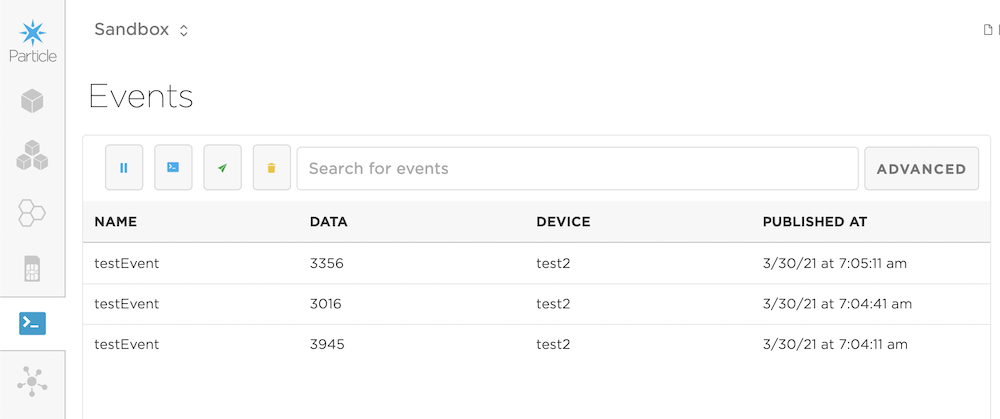 Sandbox
Particle
Events
Search for events
ADVANCED
NAME DATA DEVICE PUBLISHED AT
testEvent 3356 test2 3/30/21 at 7:05:11 am
testEvent 3016 test2 3/30/21 at 7:04:41 am
testEvent 3945 test2 3/30/21 at 7:04:11 am